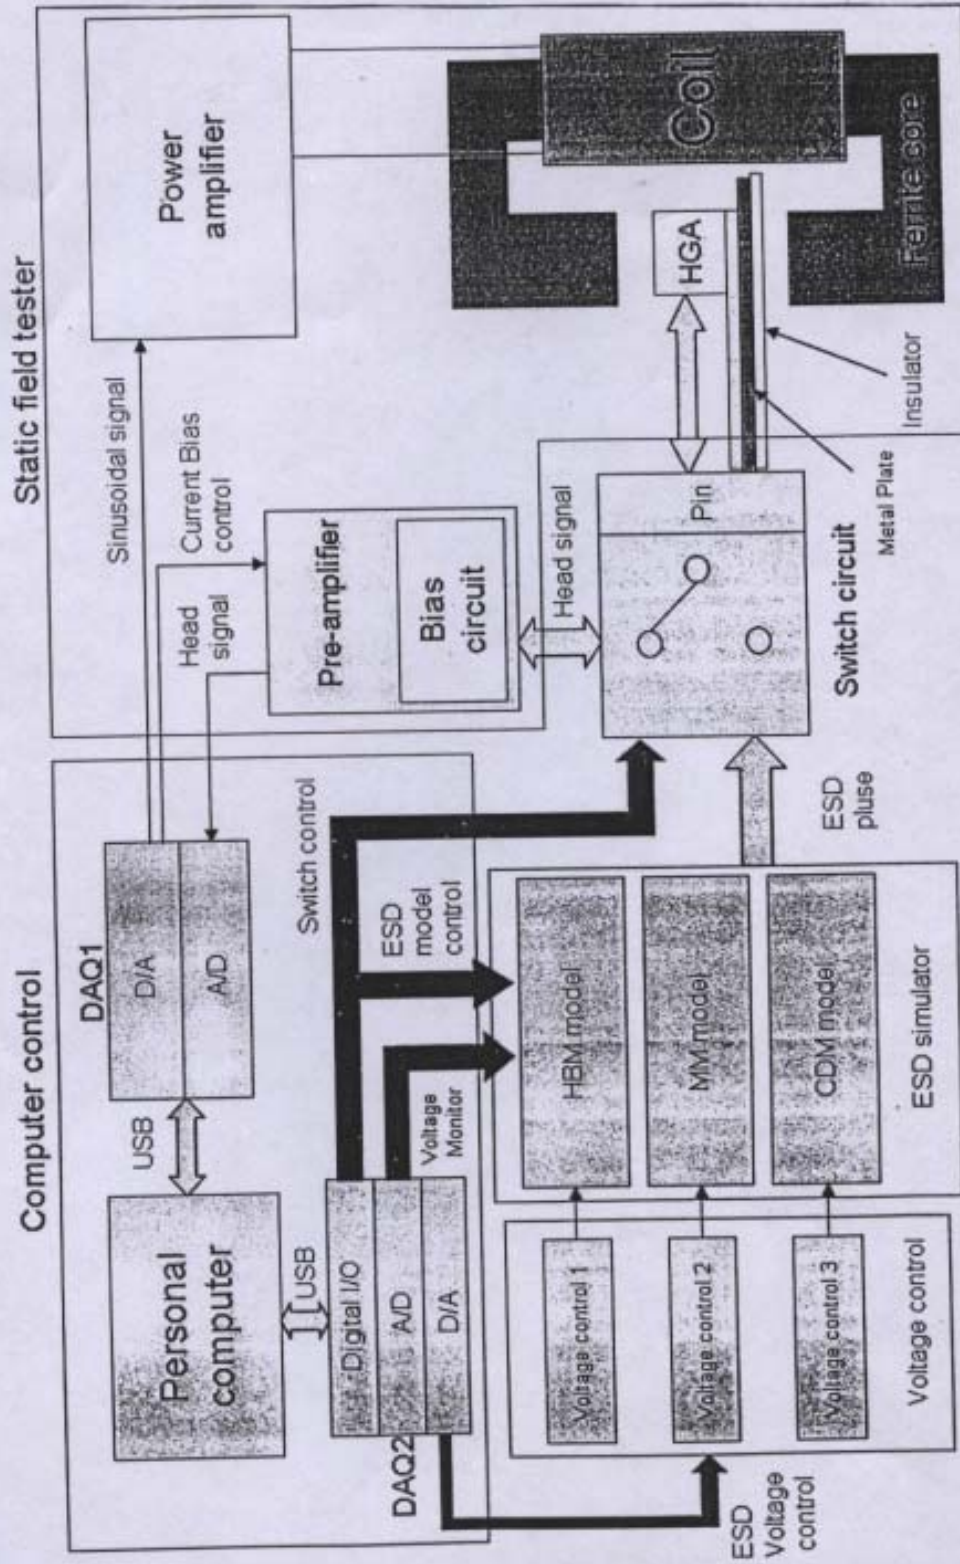 Computer control
Static field tester
Personal
computer
USB
DAQ1
D/A
A/D
Sinusoidal signal
Power
amplifier
Current Bias
control
Head
signal
Pre-amplifier
Bias
circuit
USB
Digital I/O
A/D
D/A
DAQ2
Switch control
ESD
model
control
Voltage
Monitor
Head signal
Coil
Ferrite core
HGA
Pin
Switch circuit
Metal Plate
Insulator
ESD
Voltage
control
Voltage control 1
Voltage control 2
Voltage control 3
Voltage control
HBM model
MM model
CDM model
ESD simulator
ESD
pluse